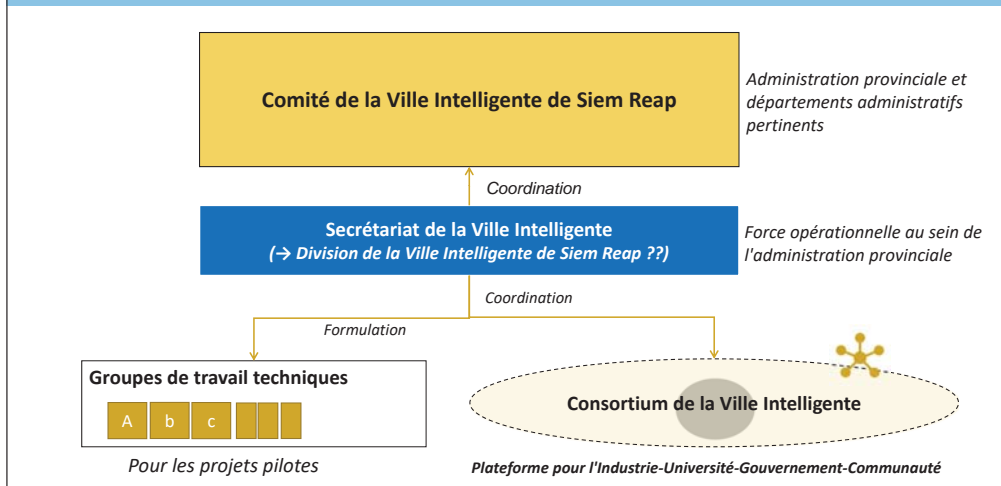 Comité de la Ville Intelligente de Siem Reap
Administration provinciale et
départements administratifs
pertinents
Coordination
Secrétariat de la Ville Intelligente
(→ Division de la Ville Intelligente de Siem Reap ??)
Force opérationnelle au sein de
l'administration provinciale
Coordination
Formulation
Groupes de travail techniques
A b c
Pour les projets pilotes
Consortium de la Ville Intelligente
Plateforme pour l'Industrie-Université-Gouvernement-Communauté